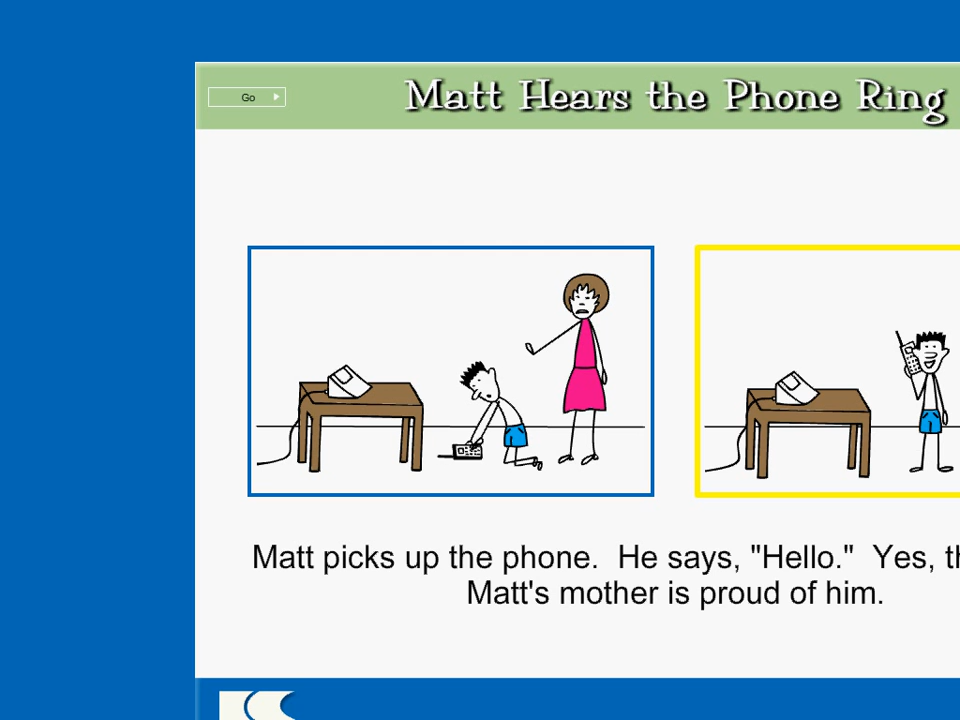 Go
Matt Hears the Phone Ring
Matt picks up the phone. He says, "Hello." Yes, th
Matt's mother is proud of him.